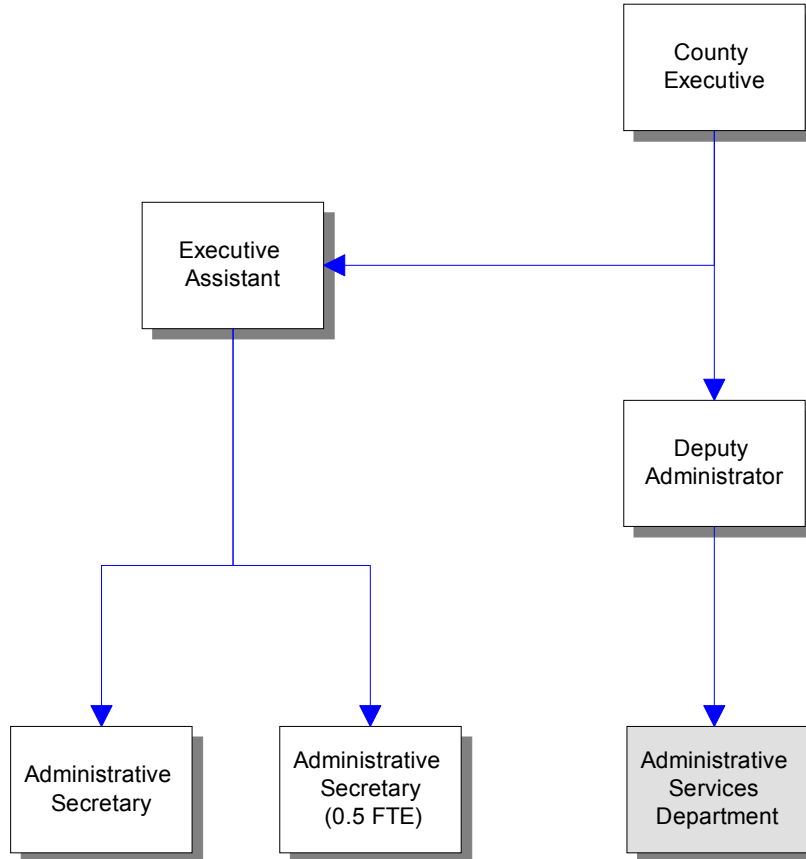 County
Executive
Executive
Assistant
Deputy
Administrator
Administrative
Secretary
Administrative
Secretary
(0.5 FTE)
Administrative
Services
Department